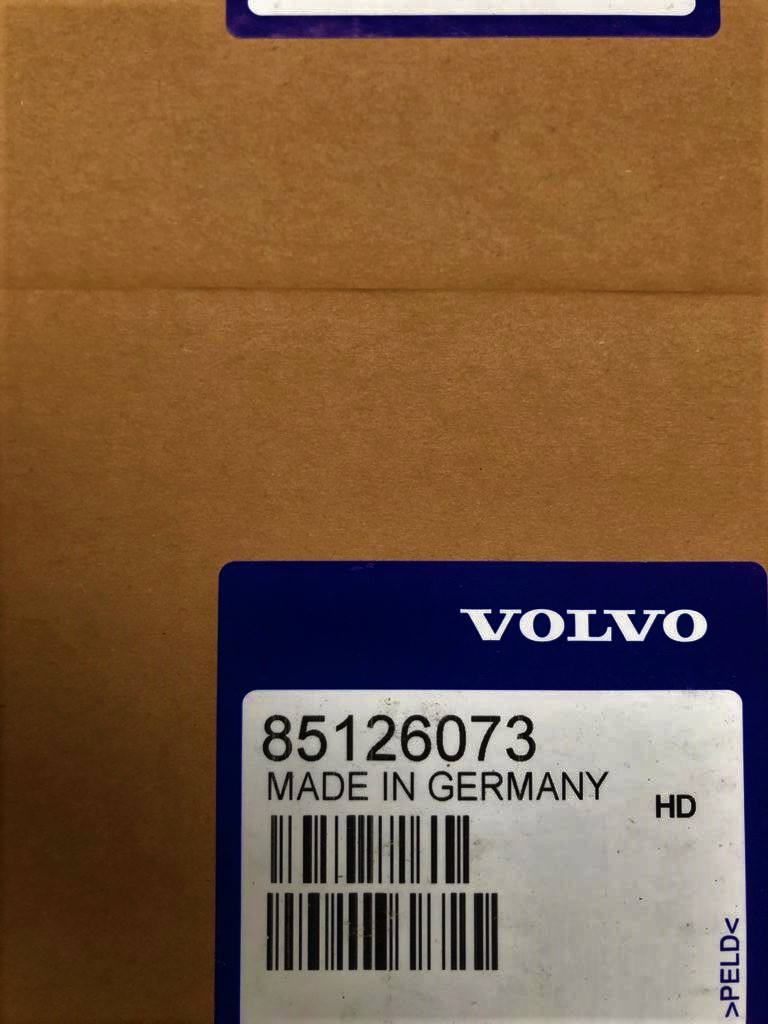 VOLVO
85126073
MADE IN GERMANY
HD
>PELD<